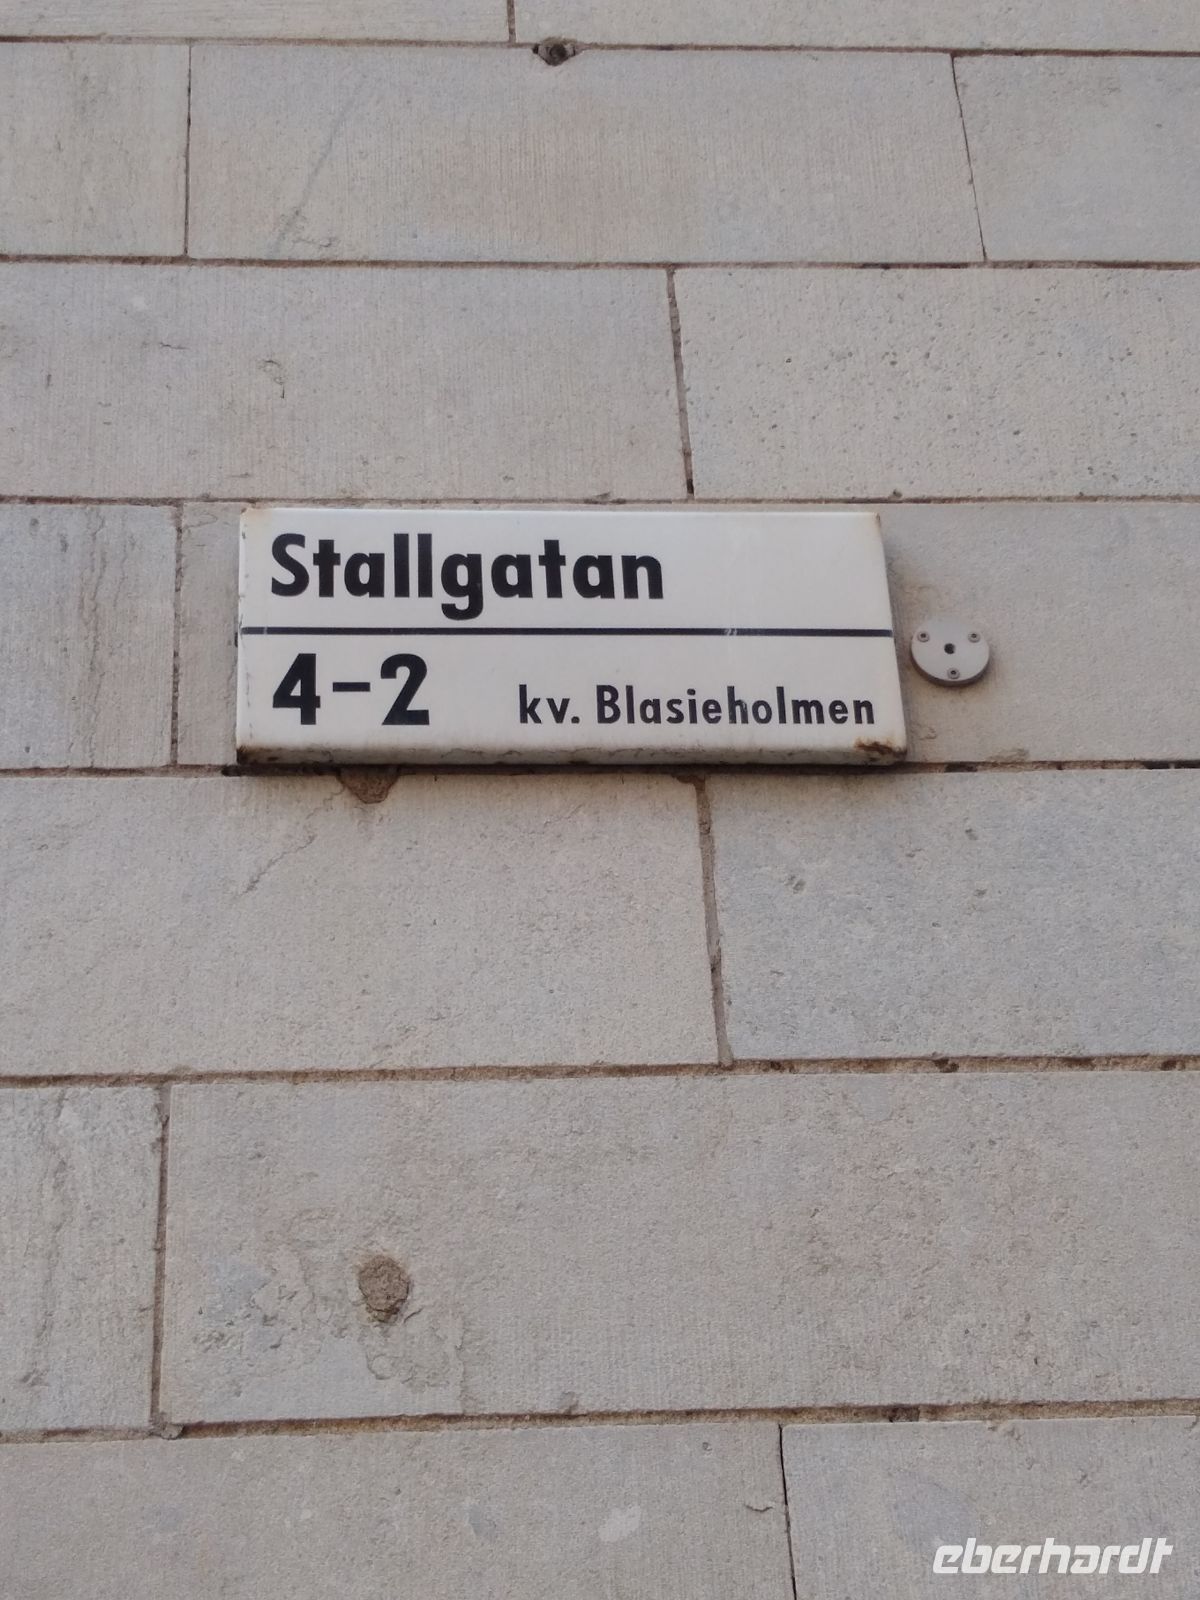 Stallgatan
4-2 kv. Blasieholmen
eberhardt